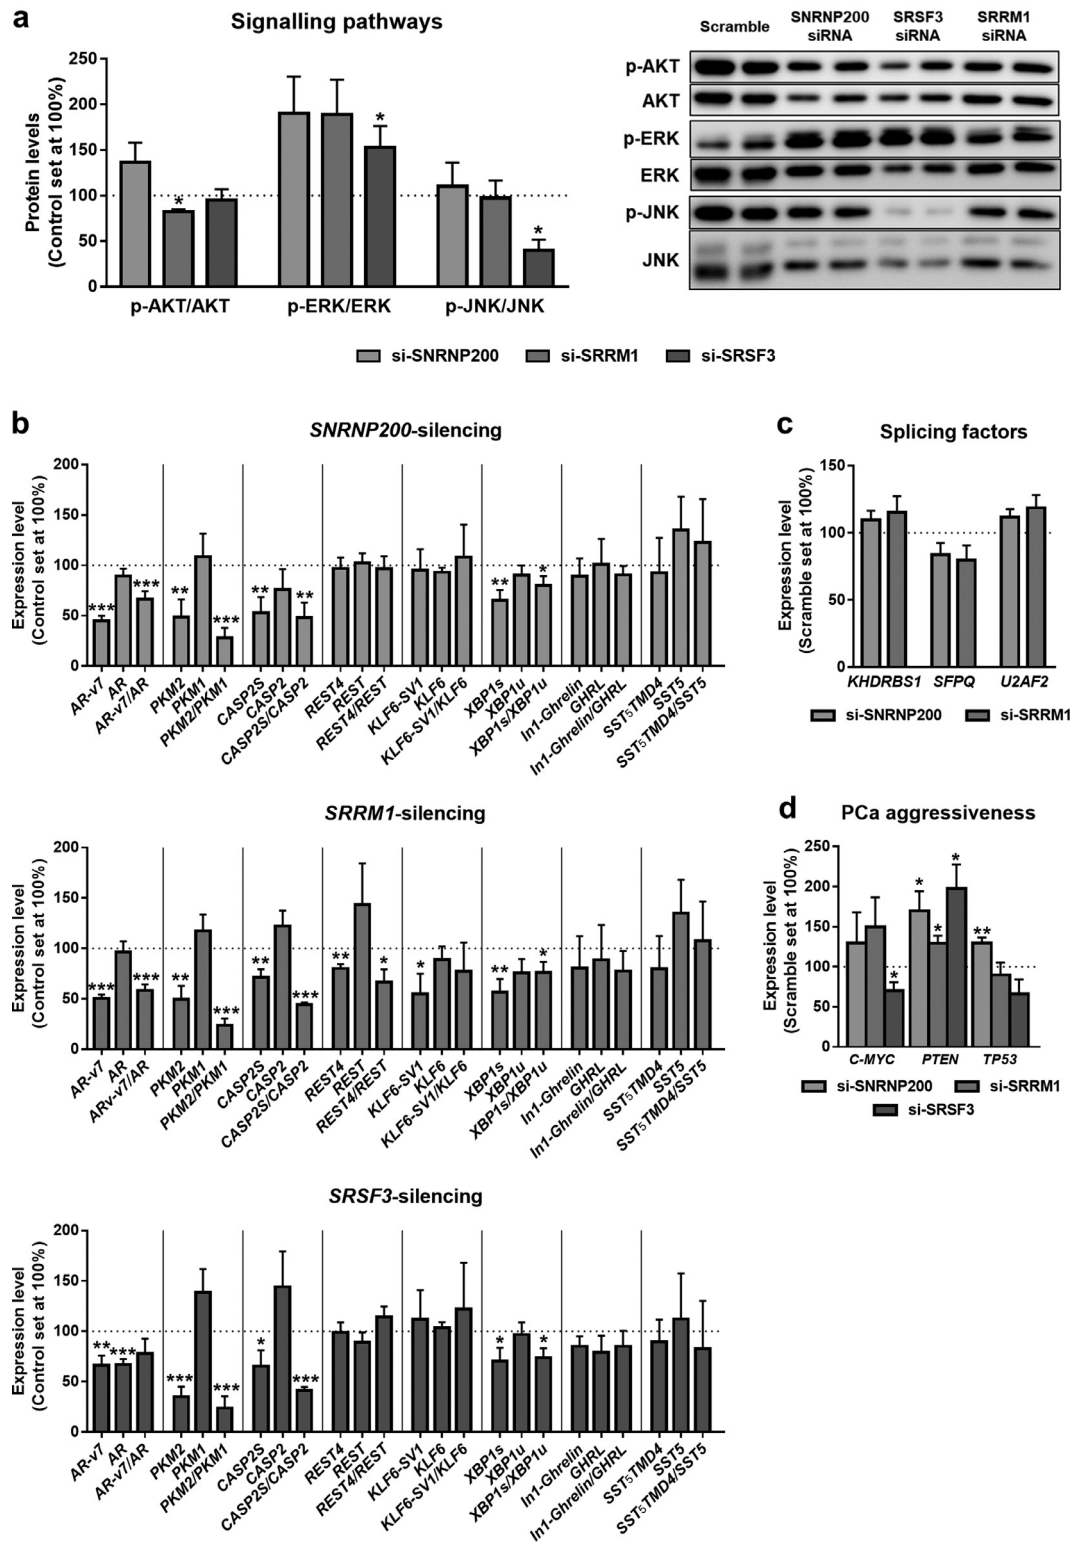 a
Signalling pathways
Protein levels
(Control set at 100%)
250
200
150
100
50
0
*
*
*
p-AKT/AKT
p-ERK/ERK
p-JNK/JNK
si-SNRNP200
si-SRRM1
si-SRSF3
Scramble
SNRNP200
siRNA
SRSF3
siRNA
SRRM1
siRNA
p-AKT
AKT
p-ERK
ERK
p-JNK
JNK
b
SNRNP200-silencing
Expression level
(Control set at 100%)
200
150
100
50
0
***
***
**
***
**
**
**
*
AR-v7
AR
AR-v7/AR
PKM2
PKM1
PKM2/PKM1
CASP2S
CASP2
CASP2S/CASP2
REST4
REST
REST4/REST
KLF6-SV1
KLF6
KLF6-SV1/KLF6
XBP1s
XBP1u
XBP1s/XBP1u
In1-Ghrelin
GHRL
In1-Ghrelin/GHRL
SST5TMD4
SST5
SST5TMD4/SST5
SRRM1-silencing
Expression level
(Control set at 100%)
200
150
100
50
0
***
***
**
***
**
***
**
*
*
**
*
AR-v7
AR
ARv-v7/AR
PKM2
PKM1
PKM2/PKM1
CASP2S
CASP2
CASP2S/CASP2
REST4
REST
REST4/REST
KLF6-SV1
KLF6
KLF6-SV1/KLF6
XBP1s
XBP1u
XBP1s/XBP1u
In1-Ghrelin
GHRL
In1-Ghrelin/GHRL
SST5TMD4
SST5
SST5TMD4/SST5
SRSF3-silencing
Expression level
(Control set at 100%)
200
150
100
50
0
**
***
***
***
*
***
*
*
AR-v7
AR
AR-v7/AR
PKM2
PKM1
PKM2/PKM1
CASP2S
CASP2
CASP2S/CASP2
REST4
REST
REST4/REST
KLF6-SV1
KLF6
KLF6-SV1/KLF6
XBP1s
XBP1u
XBP1s/XBP1u
In1-Ghrelin
GHRL
In1-Ghrelin/GHRL
SST5TMD4
SST5
SST5TMD4/SST5
c
Splicing factors
Expression level
(Scramble set at 100%)
150
100
50
0
KHDRBS1
SFPQ
U2AF2
si-SNRNP200
si-SRRM1
d
PCa aggressiveness
Expression level
(Scramble set at 100%)
250
200
150
100
50
0
*
*
*
*
**
C-MYC
PTEN
TP53
si-SNRNP200
si-SRRM1
si-SRSF3